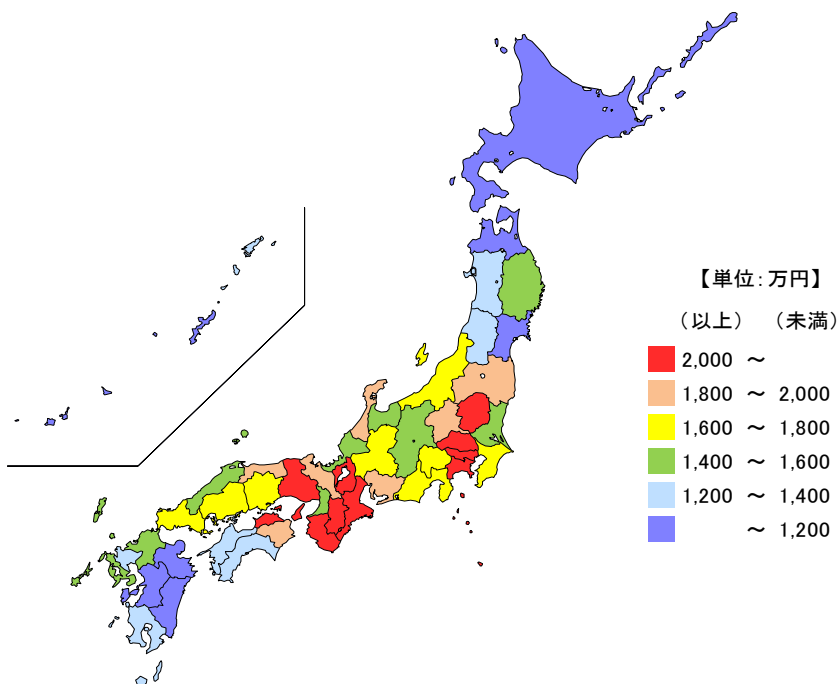 【単位：万円】
（以上） （未満）
2,000 ～
1,800 ～ 2,000
1,600 ～ 1,800
1,400 ～ 1,600
1,200 ～ 1,400
～ 1,200